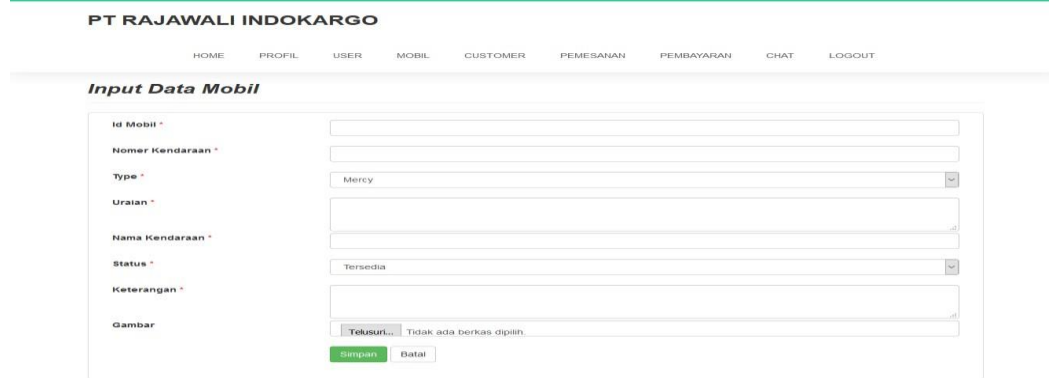 PT RAJAWALI INDOKARGO
HOME PROFIL USER MOBIL CUSTOMER PEMESANAN PEMBAYARAN CHAT LOGOUT
Input Data Mobil
Id Mobil *
Nomer Kendaraan *
Type * Mercy
Uraian *
Nama Kendaraan *
Status * Tersedia
Keterangan *
Gambar Telusuri... Tidak ada berkas dipilih.
Simpan Batal